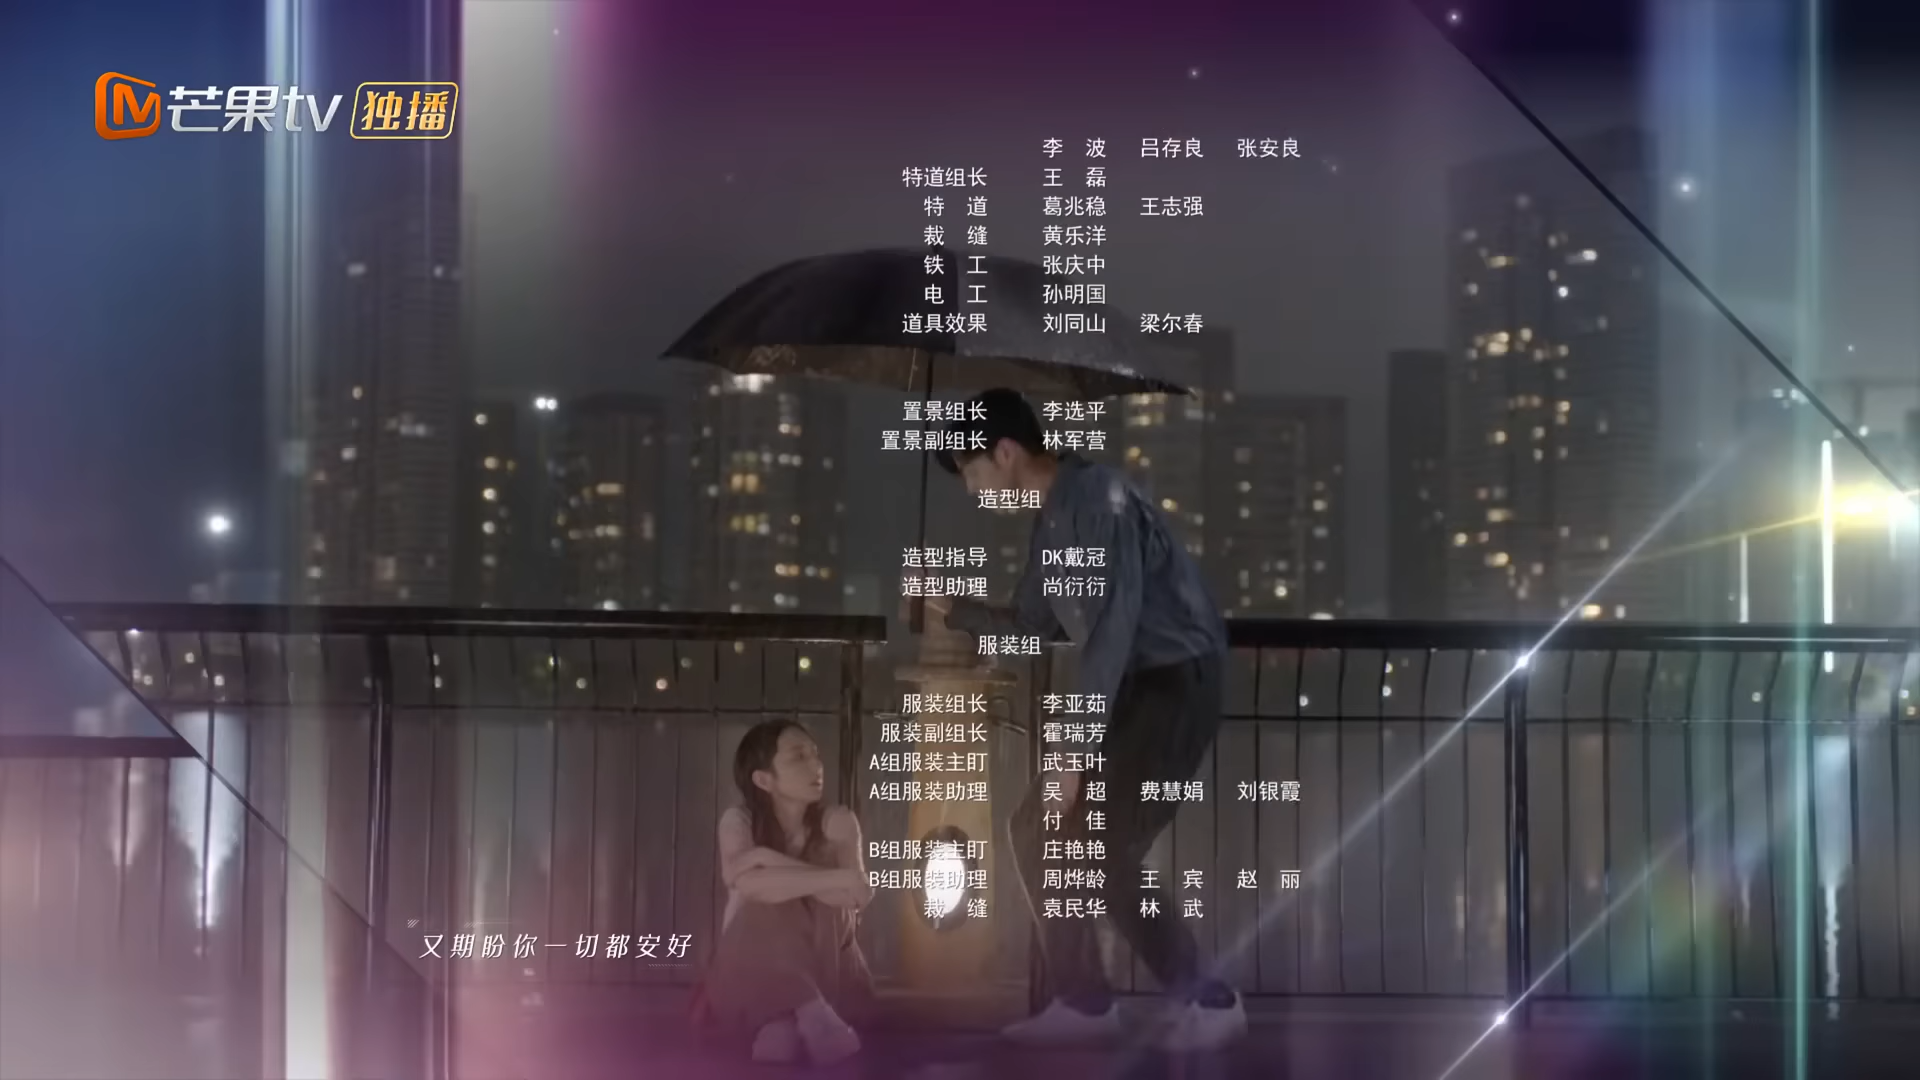 芒果tv 独播
李 波 吕存良 张安良
特道组长 王 磊
特 道 葛兆稳 王志强
裁 缝 黄乐洋
铁 工 张庆中
电 工 孙明国
道具效果 刘同山 梁尔春
置景组长 李选平
置景副组长 林军营
造型组
造型指导 DK戴冠
造型助理 尚衍衍
服装组
服装组长 李亚茹
服装副组长 霍瑞芳
A组服装主盯 武玉叶
A组服装助理 吴 超 费慧娟 刘银霞
付 佳
B组服装主盯 庄艳艳
B组服装助理 周烨龄 王 宾 赵 丽
裁 缝 袁民华 林 武
又期盼你一切都安好